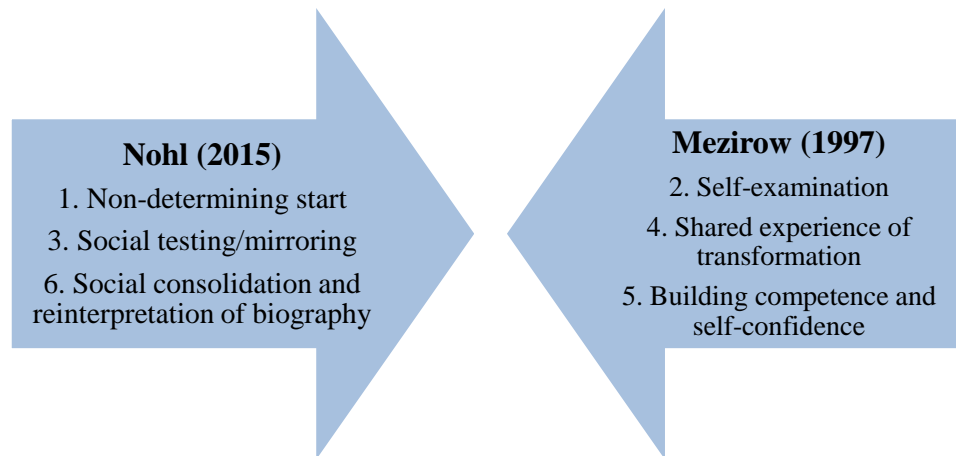 Nohl (2015)
1. Non-determining start
3. Social testing/mirroring
6. Social consolidation and
reinterpretation of biography
Mezirow (1997)
2. Self-examination
4. Shared experience of
transformation
5. Building competence and
self-confidence